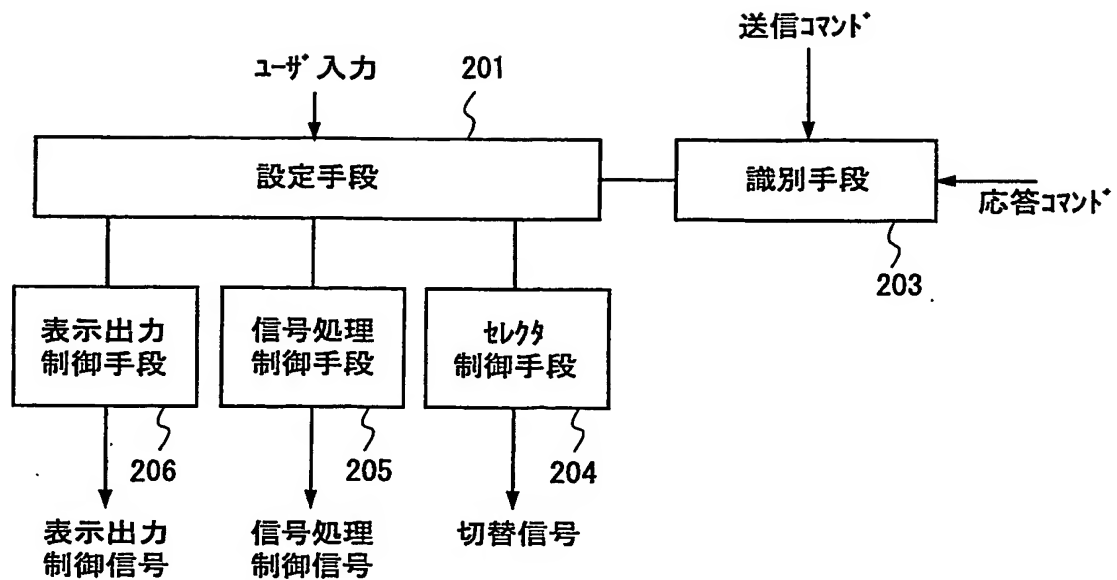 送信ｺﾏﾝﾄﾞ
ﾕｰｻﾞ入力
201
設定手段
識別手段
応答ｺﾏﾝﾄﾞ
203
表示出力
制御手段
信号処理
制御手段
ｾﾚｸﾀ
制御手段
206
205
204
表示出力
制御信号
信号処理
制御信号
切替信号